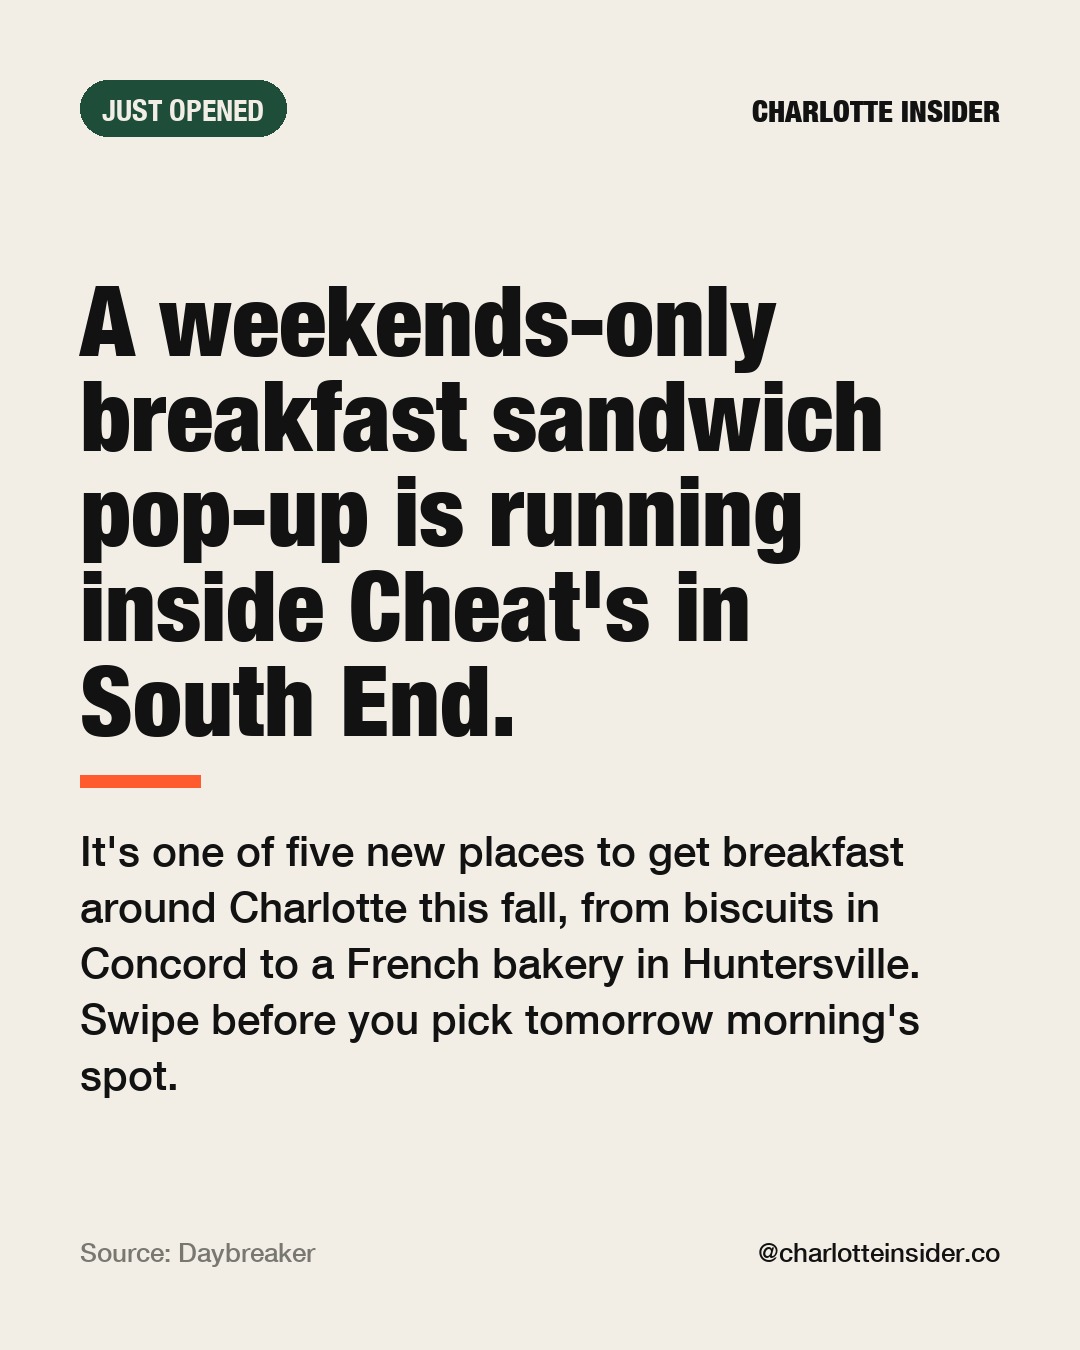 JUST OPENED
CHARLOTTE INSIDER
A weekends-only
breakfast sandwich
pop-up is running
inside Cheat's in
South End.
It's one of five new places to get breakfast
around Charlotte this fall, from biscuits in
Concord to a French bakery in Huntersville.
Swipe before you pick tomorrow morning's
spot.
Source: Daybreaker
@charlotteinsider.co